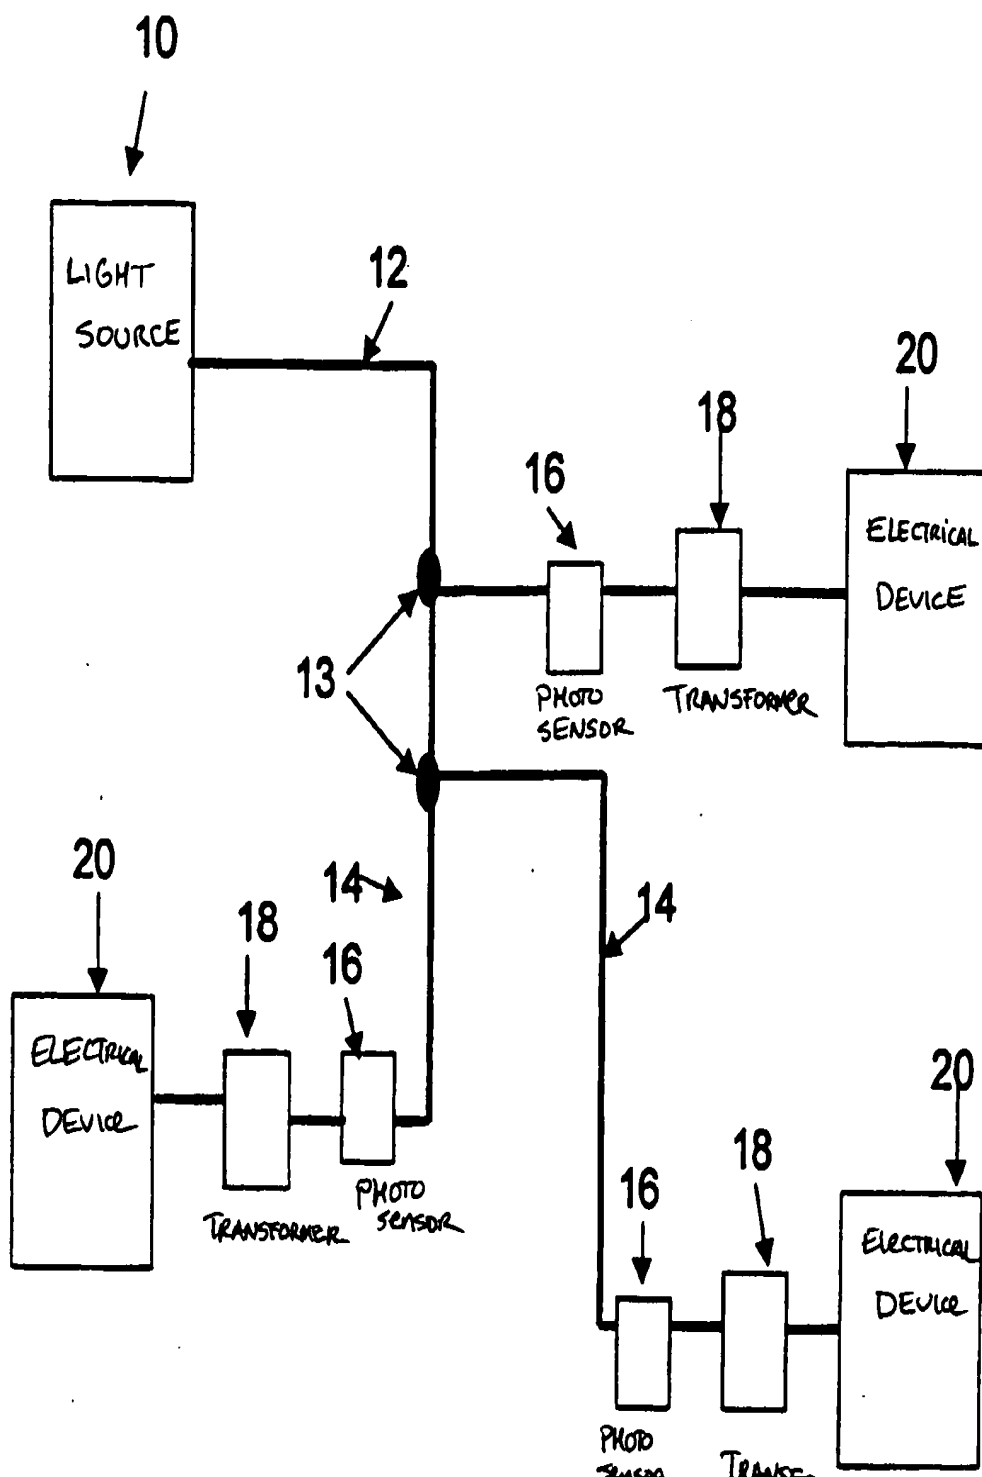 10
LIGHT
SOURCE
12
20
18
16
ELECTRICAL
DEVICE
13
PHOTO
SENSOR
TRANSFORMER
20
14
14
18
16
ELECTRICAL
DEVICE
20
18
16
PHOTO
SENSOR
TRANSFORMER
ELECTRICAL
DEVICE
PHOTO